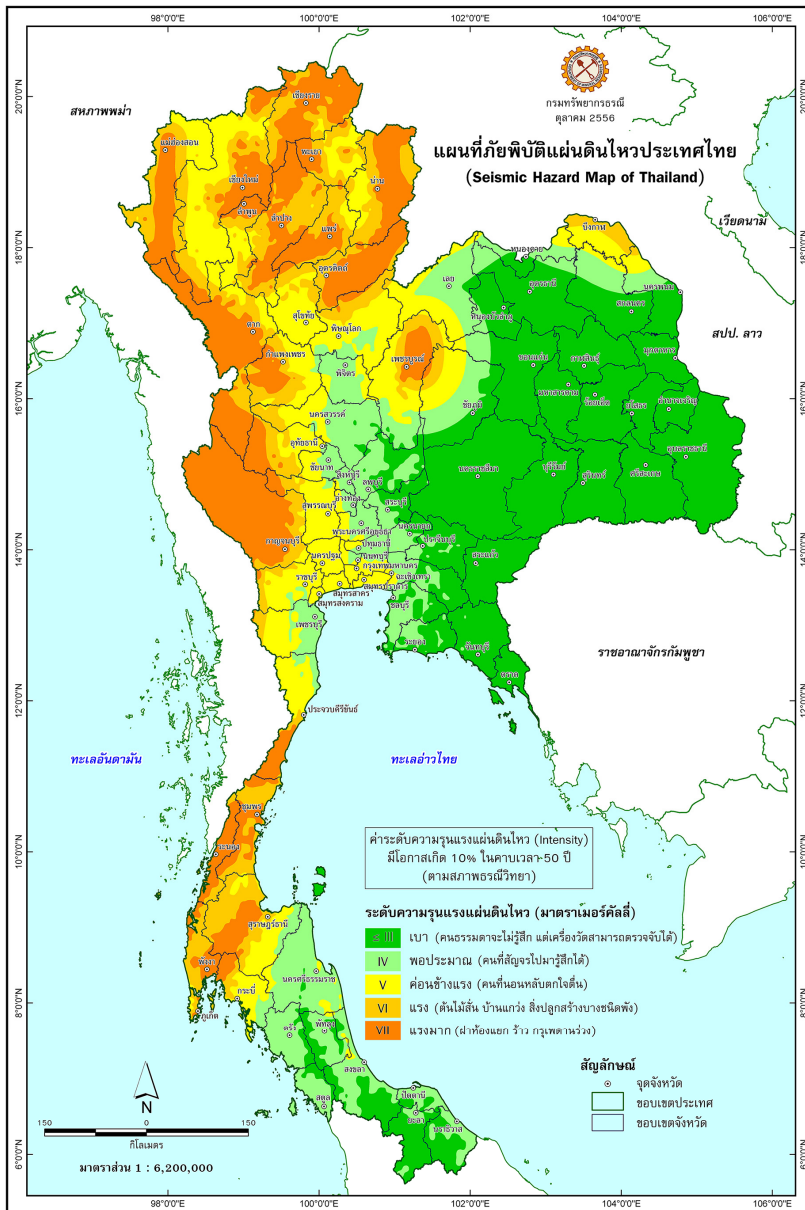 98°0'0"E
100°0'0"E
102°0'0"E
104°0'0"E
106°0'0"E
20°0'0"N
18°0'0"N
16°0'0"N
14°0'0"N
12°0'0"N
10°0'0"N
8°0'0"N
6°0'0"N
กรมทรัพยากรธรณี
ตุลาคม 2556
แผนที่ภัยพิบัติแผ่นดินไหวประเทศไทย
(Seismic Hazard Map of Thailand)
สหภาพพม่า
เวียดนาม
สปป. ลาว
ราชอาณาจักรกัมพูชา
ทะเลอันดามัน
ทะเลอ่าวไทย
เชียงราย
แม่ฮ่องสอน
พะเยา
เชียงใหม่
น่าน
ลำพูน
ลำปาง
แพร่
อุตรดิตถ์
บึงกาฬ
หนองคาย
เลย
อุดรธานี
นครพนม
สกลนคร
หนองบัวลำภู
สุโขทัย
ตาก
พิษณุโลก
กำแพงเพชร
พิจิตร
เพชรบูรณ์
ขอนแก่น
กาฬสินธุ์
มุกดาหาร
มหาสารคาม
ร้อยเอ็ด
ยโสธร
อำนาจเจริญ
ชัยภูมิ
นครสวรรค์
อุทัยธานี
ชัยนาท
สิงห์บุรี
ลพบุรี
อ่างทอง
สระบุรี
สุพรรณบุรี
นครราชสีมา
บุรีรัมย์
สุรินทร์
ศรีสะเกษ
อุบลราชธานี
พระนครศรีอยุธยา
นครนายก
ปราจีนบุรี
ปทุมธานี
กาญจนบุรี
นครปฐม
นนทบุรี
กรุงเทพมหานคร
สระแก้ว
ฉะเชิงเทรา
ราชบุรี
สมุทรสาคร
สมุทรปราการ
สมุทรสงคราม
ชลบุรี
เพชรบุรี
ระยอง
จันทบุรี
ตราด
ประจวบคีรีขันธ์
ชุมพร
ระนอง
สุราษฎร์ธานี
พังงา
นครศรีธรรมราช
กระบี่
ภูเก็ต
ตรัง
พัทลุง
สงขลา
สตูล
ปัตตานี
ยะลา
นราธิวาส
ค่าระดับความรุนแรงแผ่นดินไหว (Intensity)
มีโอกาสเกิด 10% ในคาบเวลา 50 ปี
(ตามสภาพธรณีวิทยา)
ระดับความรุนแรงแผ่นดินไหว (มาตราเมอร์คัลลี่)
≤ III เบา (คนธรรมดาจะไม่รู้สึก แต่เครื่องวัดสามารถตรวจจับได้)
IV พอประมาณ (คนที่สัญจรไปมารู้สึกได้)
V ค่อนข้างแรง (คนที่นอนหลับตกใจตื่น)
VI แรง (ต้นไม้สั่น บ้านแกว่ง สิ่งปลูกสร้างบางชนิดพัง)
VII แรงมาก (ฝาห้องแยก ร้าว กรุเพดานร่วง)
สัญลักษณ์
จุดจังหวัด
ขอบเขตประเทศ
ขอบเขตจังหวัด
N
150
0
150
กิโลเมตร
มาตราส่วน 1 : 6,200,000
98°0'0"E
100°0'0"E
102°0'0"E
104°0'0"E
106°0'0"E
20°0'0"N
18°0'0"N
16°0'0"N
14°0'0"N
12°0'0"N
10°0'0"N
8°0'0"N
6°0'0"N